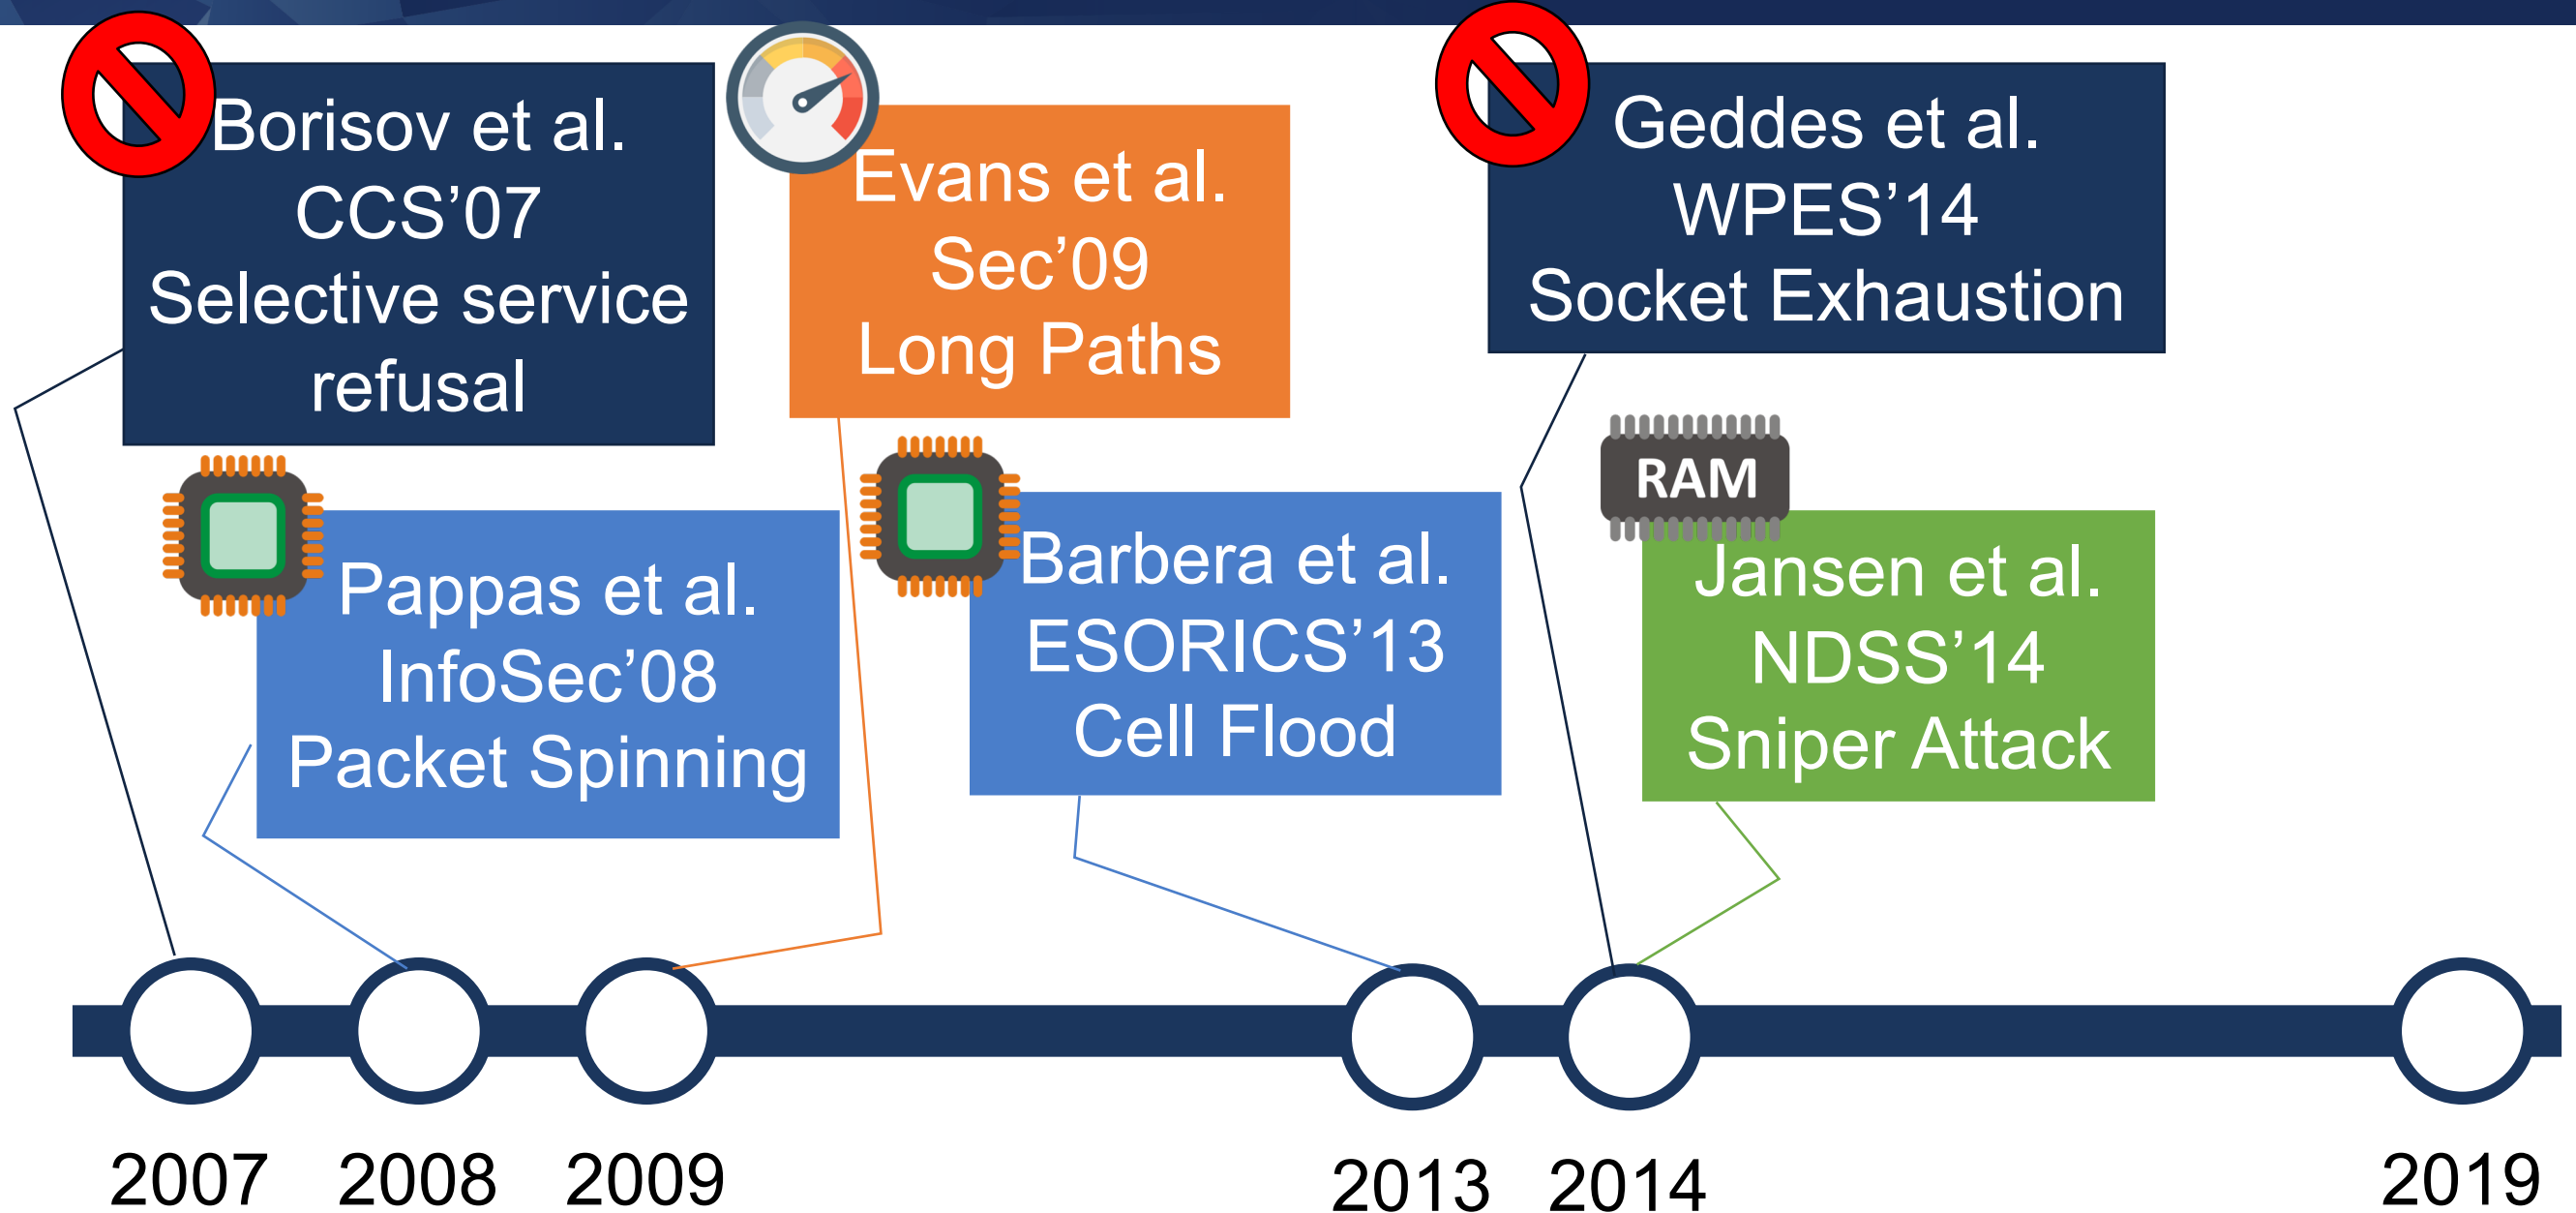 Borisov et al.
CCS’07
Selective service
refusal
Evans et al.
Sec’09
Long Paths
Geddes et al.
WPES’14
Socket Exhaustion
Pappas et al.
InfoSec’08
Packet Spinning
Barbera et al.
ESORICS’13
Cell Flood
RAM
Jansen et al.
NDSS’14
Sniper Attack
2007
2008
2009
2013
2014
2019